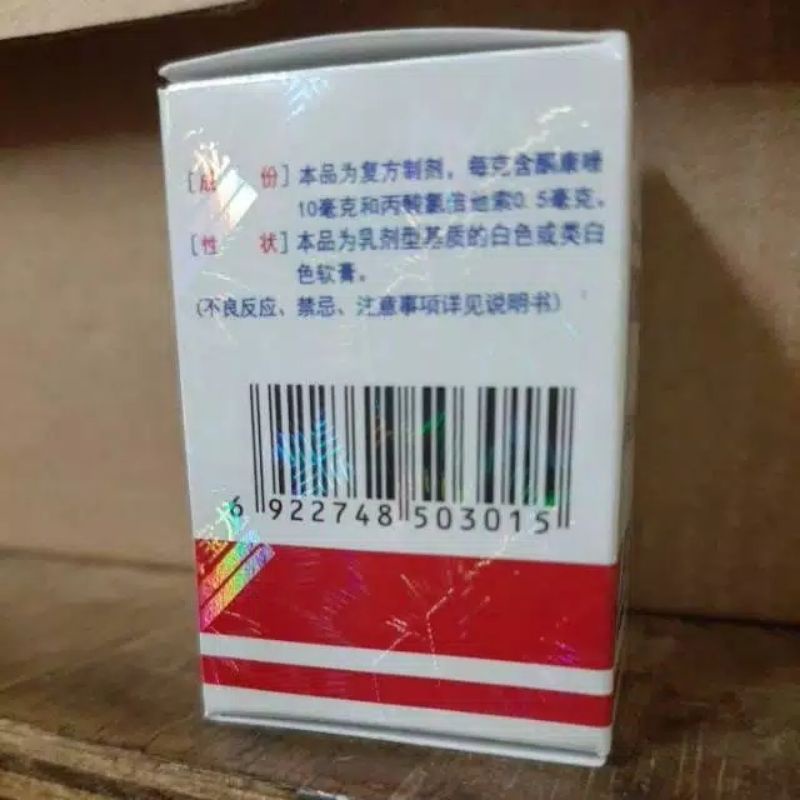 [成 份]本品为复方制剂,每克含酮康唑
10毫克和丙酸氯倍他索0.5毫克。
[性 状]本品为乳剂型基质的白色或类白
色软膏。
(不良反应、禁忌、注意事项详见说明书)
6 922748 503015